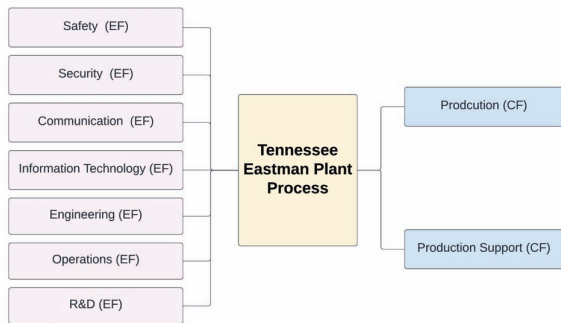 Safety  (EF)
Security  (EF)
Communication  (EF)
Information Technology (EF)
Engineering (EF)
Operations (EF)
R&D (EF)
Tennessee
Eastman Plant
Process
Prodcution (CF)
Production Support (CF)